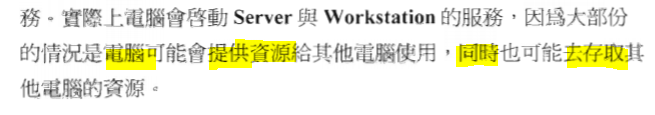 務。實際上電腦會啓動 Server 與 Workstation 的服務，因爲大部份
的情況是電腦可能會提供資源給其他電腦使用，同時也可能去存取其
他電腦的資源。